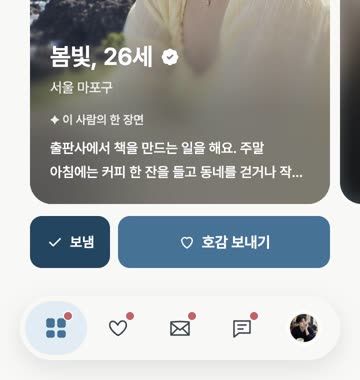 봄빛, 26세
서울 마포구
이 사람의 한 장면
출판사에서 책을 만드는 일을 해요. 주말
아침에는 커피 한 잔을 들고 동네를 걷거나 작...
보냄
호감 보내기